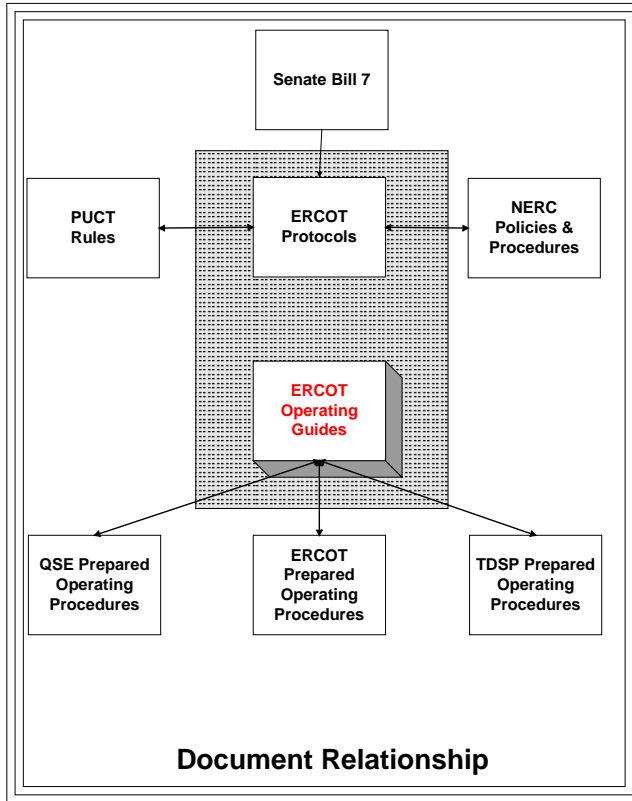 Senate Bill 7
PUCT
Rules
ERCOT
Protocols
NERC
Policies &
Procedures
ERCOT
Operating
Guides
QSE Prepared
Operating
Procedures
ERCOT
Prepared
Operating
Procedures
TDSP Prepared
Operating
Procedures
Document Relationship